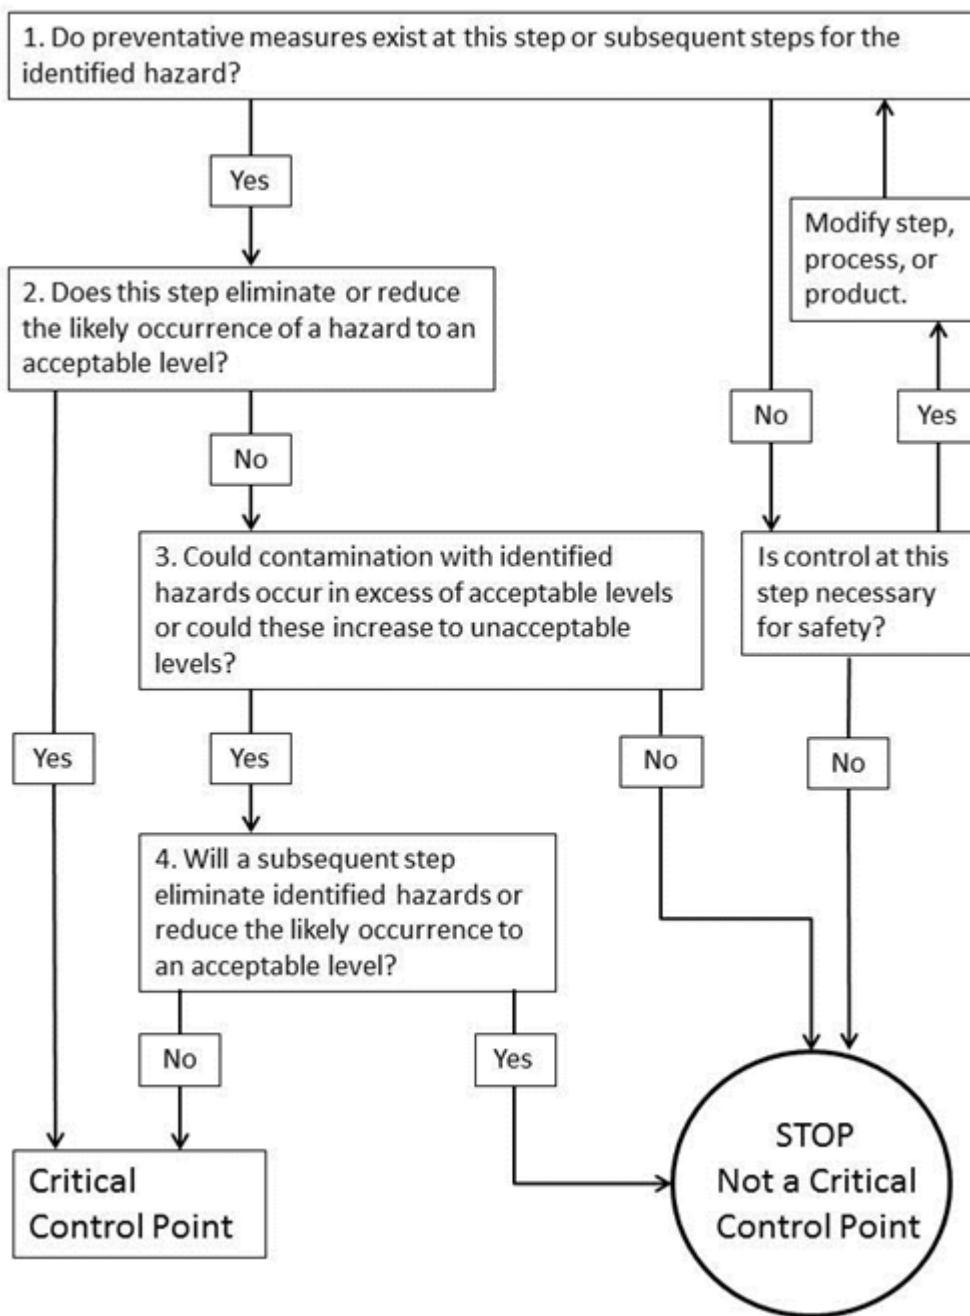 1. Do preventative measures exist at this step or subsequent steps for the
identified hazard?
Yes
Modify step,
process, or
product.
2. Does this step eliminate or reduce
the likely occurrence of a hazard to an
acceptable level?
No
Yes
No
3. Could contamination with identified
hazards occur in excess of acceptable levels
or could these increase to unacceptable
levels?
Is control at this
step necessary
for safety?
Yes
Yes
No
No
4. Will a subsequent step
eliminate identified hazards or
reduce the likely occurrence to
an acceptable level?
No
Yes
Critical
Control Point
STOP
Not a Critical
Control Point